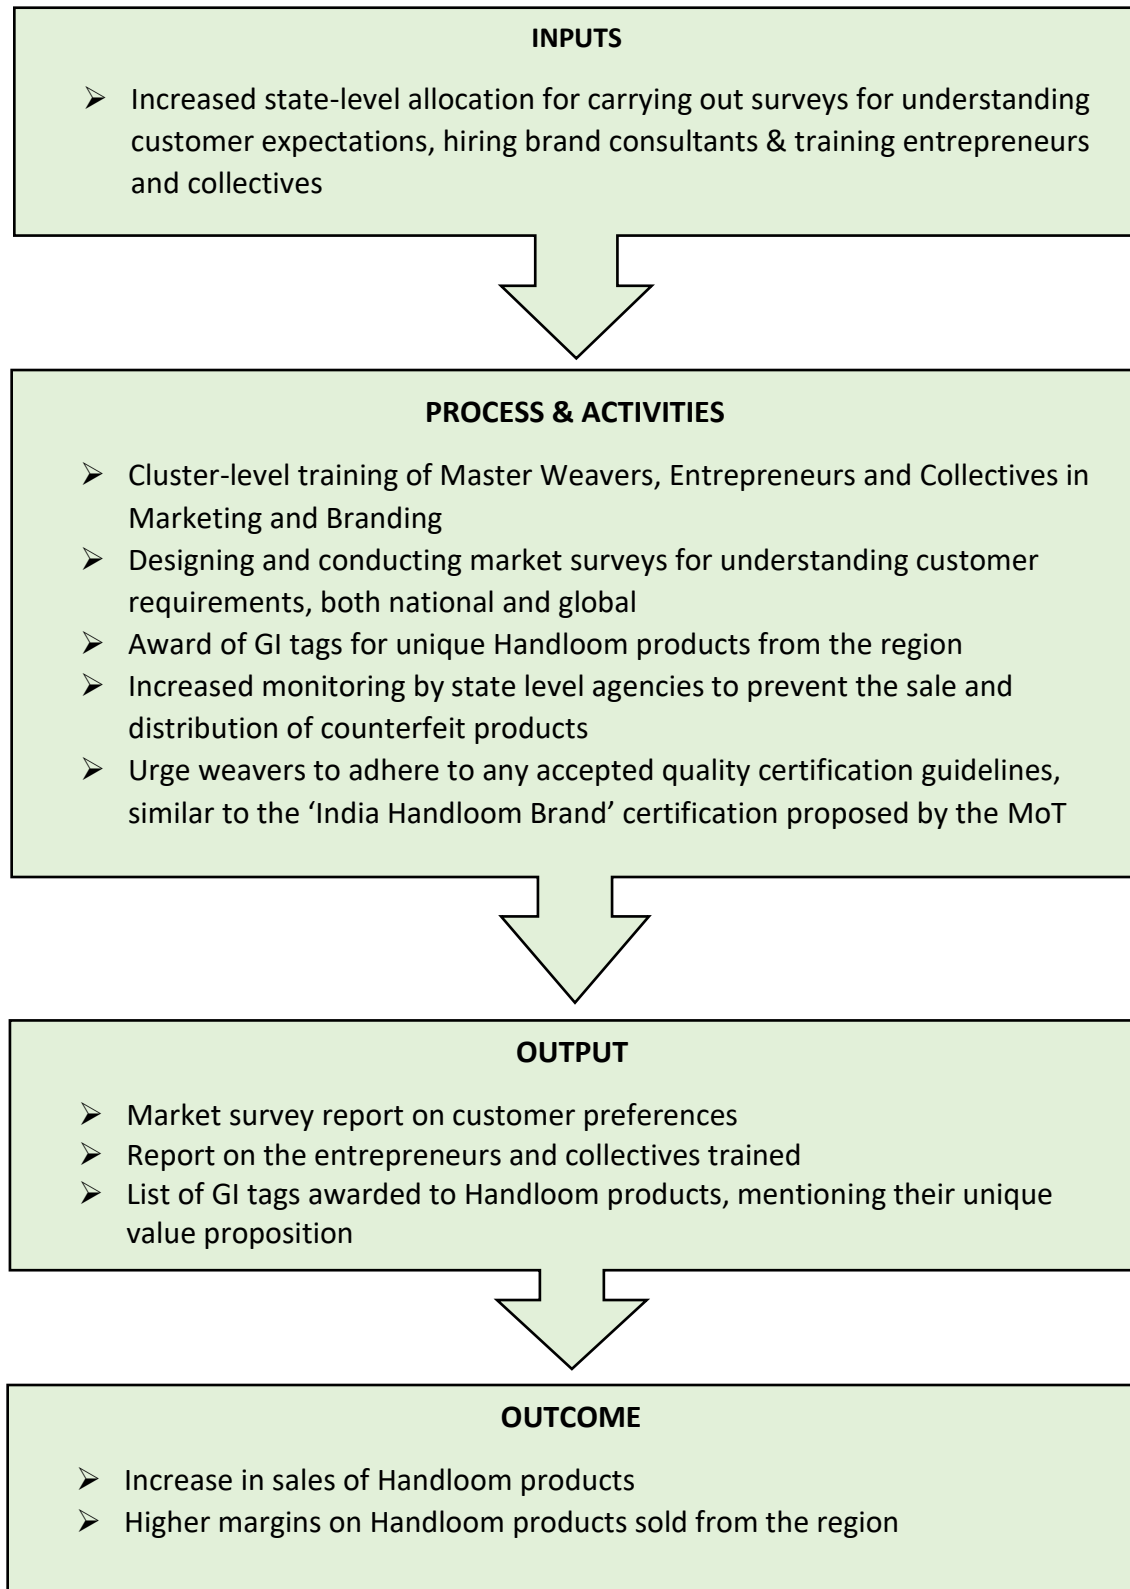 INPUTS
➢ Increased state-level allocation for carrying out surveys for understanding
customer expectations, hiring brand consultants & training entrepreneurs
and collectives
PROCESS & ACTIVITIES
➢ Cluster-level training of Master Weavers, Entrepreneurs and Collectives in
Marketing and Branding
➢ Designing and conducting market surveys for understanding customer
requirements, both national and global
➢ Award of GI tags for unique Handloom products from the region
➢ Increased monitoring by state level agencies to prevent the sale and
distribution of counterfeit products
➢ Urge weavers to adhere to any accepted quality certification guidelines,
similar to the ‘India Handloom Brand’ certification proposed by the MoT
OUTPUT
➢ Market survey report on customer preferences
➢ Report on the entrepreneurs and collectives trained
➢ List of GI tags awarded to Handloom products, mentioning their unique
value proposition
OUTCOME
➢ Increase in sales of Handloom products
➢ Higher margins on Handloom products sold from the region